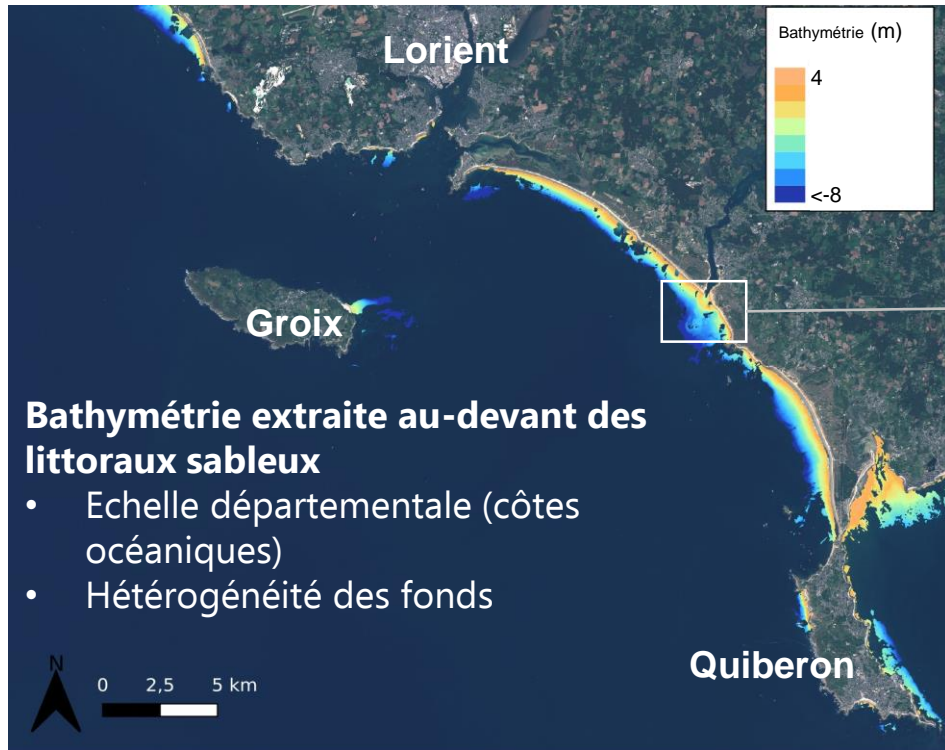 Lorient
Bathymétrie (m)
4
<-8
Groix
Bathymétrie extraite au-devant des
littoraux sableux
• Echelle départementale (côtes
océaniques)
• Hétérogénéité des fonds
Quiberon
N
0 2,5 5 km